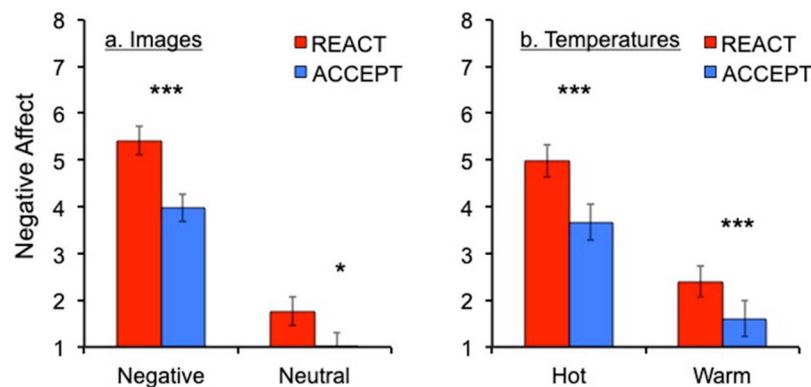 a. Images
REACT
ACCEPT
Negative Affect
8
7
6
5
4
3
2
1
***
*
Negative
Neutral
b. Temperatures
REACT
ACCEPT
8
7
6
5
4
3
2
1
***
***
Hot
Warm